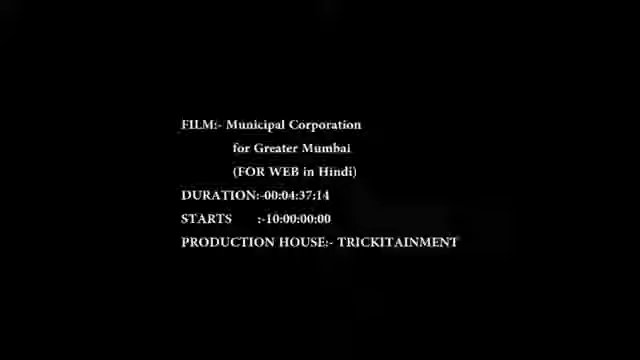 FILM:- Municipal Corporation
for Greater Mumbai
(FOR WEB in Hindi)
DURATION:-00:04:37:14
STARTS :-10:00:00:00
PRODUCTION HOUSE:- TRICKITAINMENT